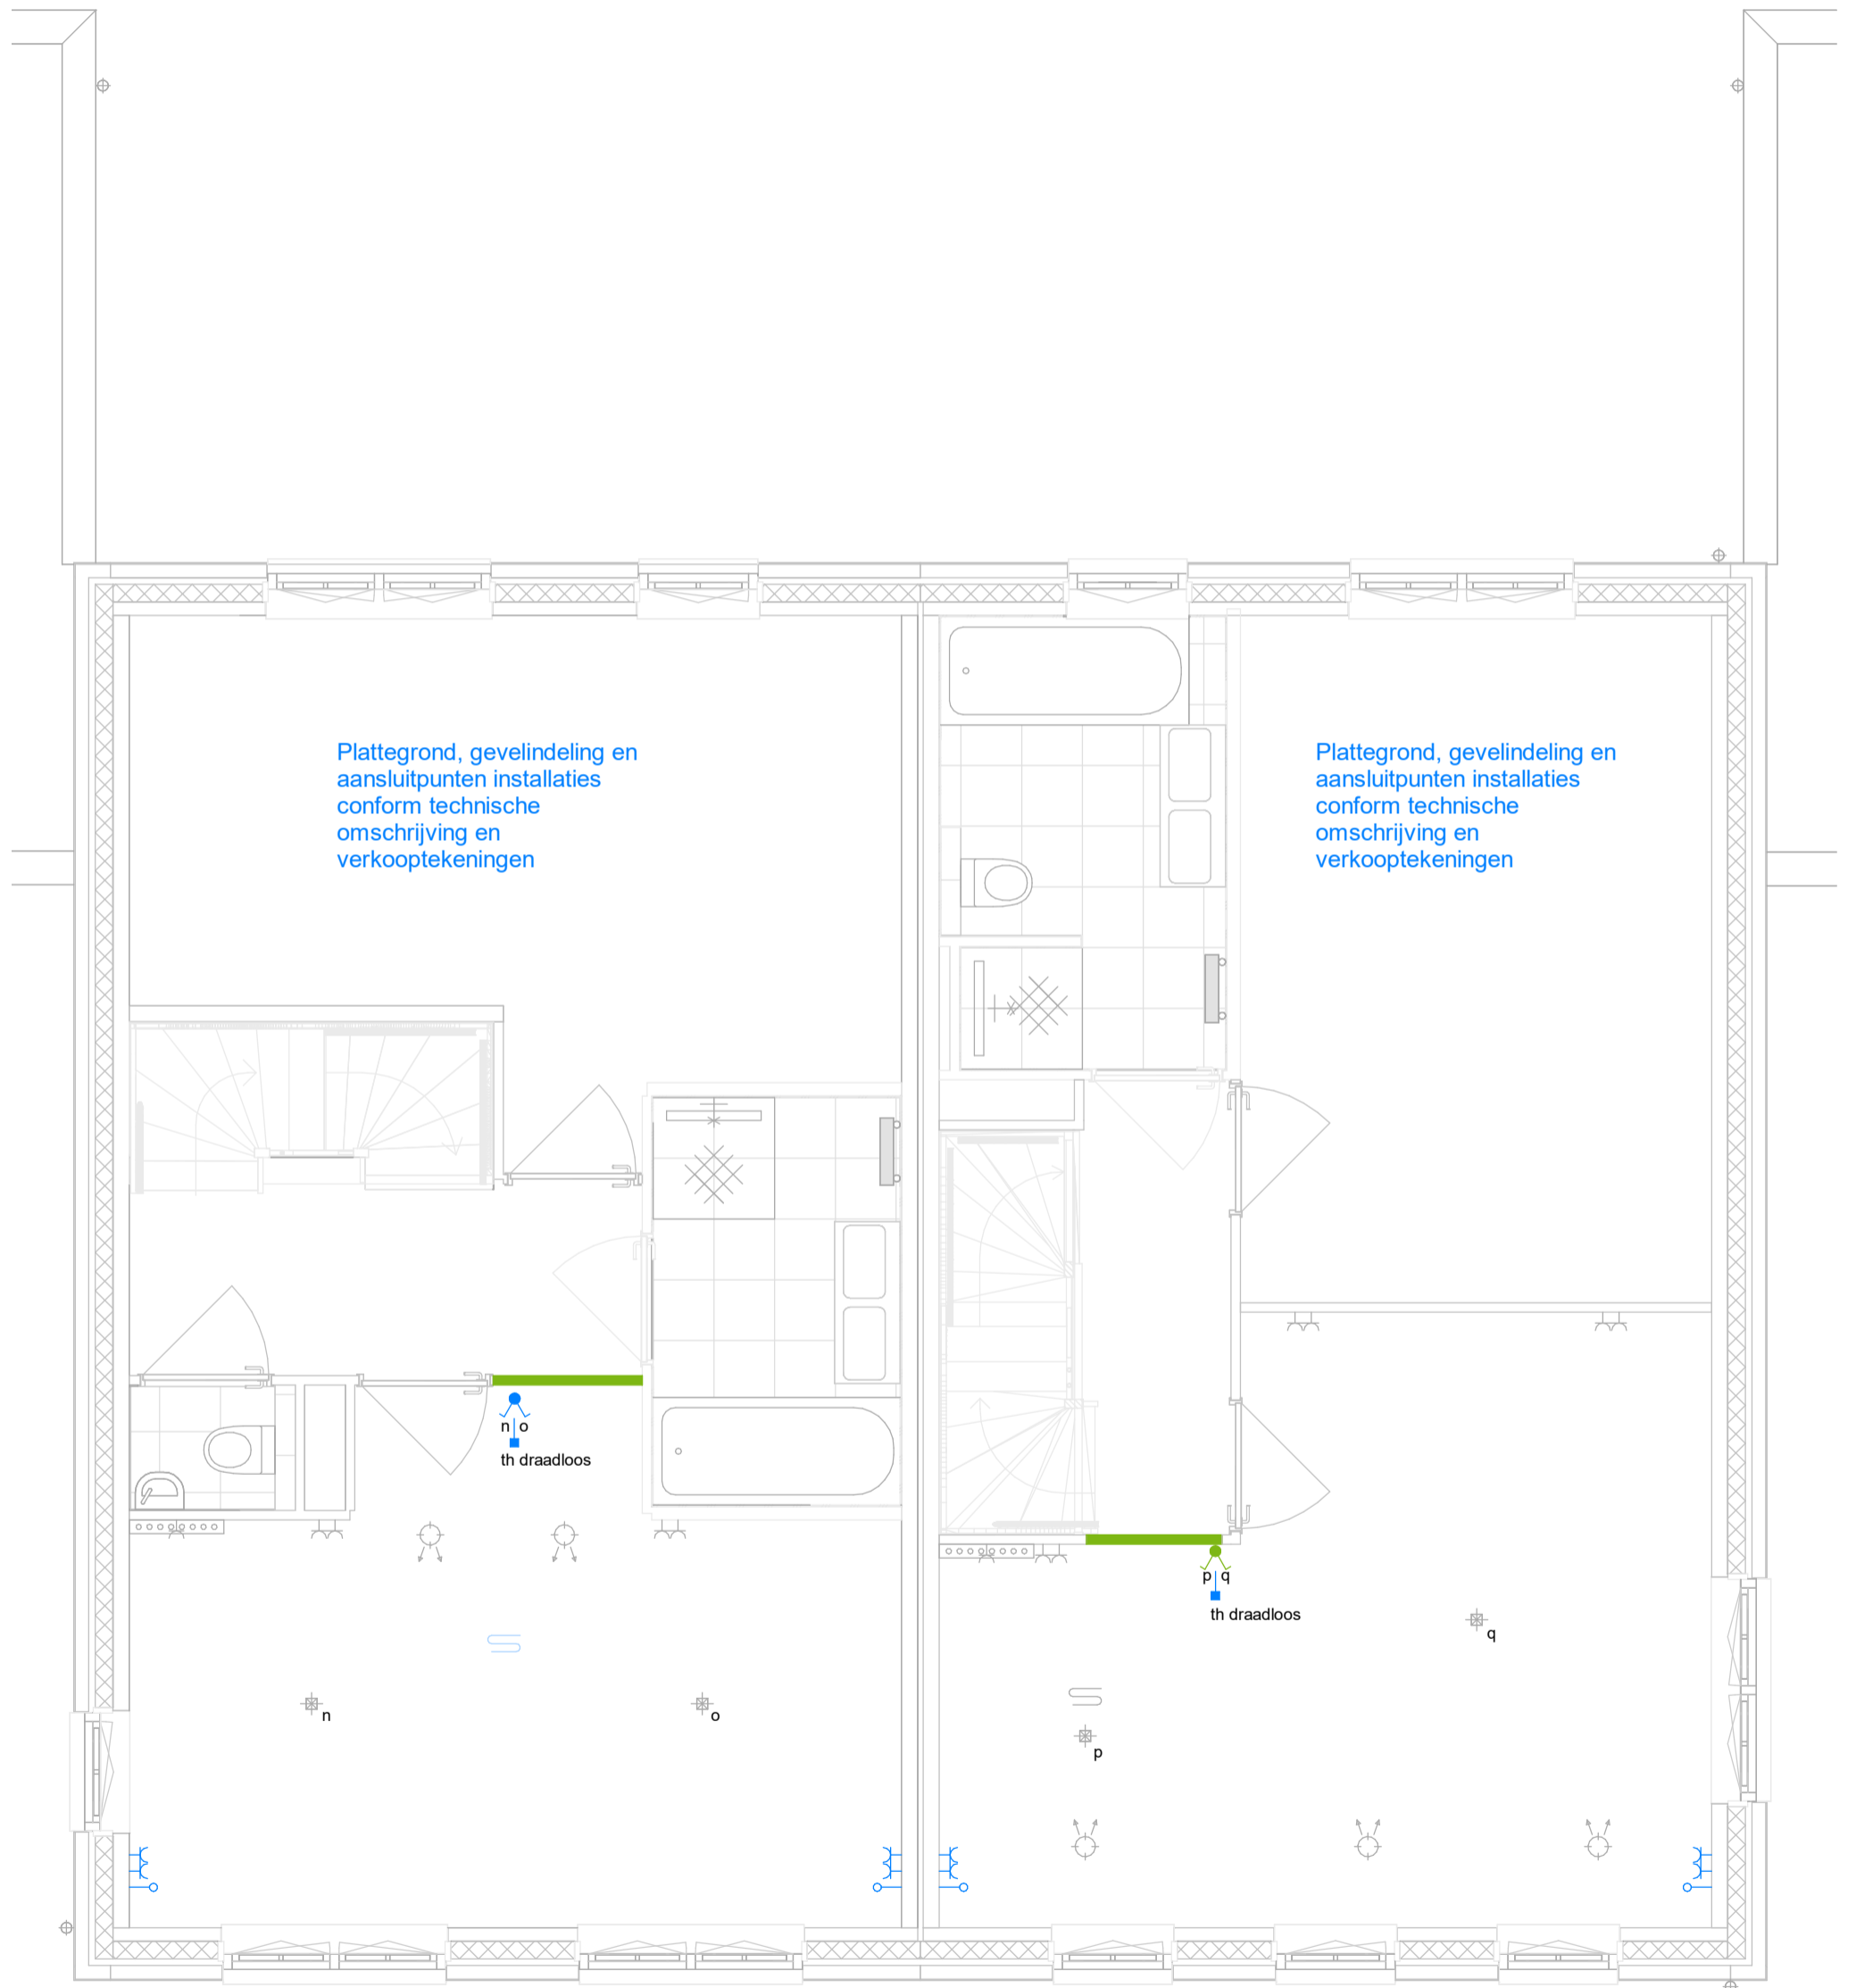 Plattegrond, gevelindeling en
aansluitpunten installaties
conform technische
omschrijving en
verkooptekeningen
Plattegrond, gevelindeling en
aansluitpunten installaties
conform technische
omschrijving en
verkooptekeningen
n o
th draadloos
p q
th draadloos
q
n
o
p